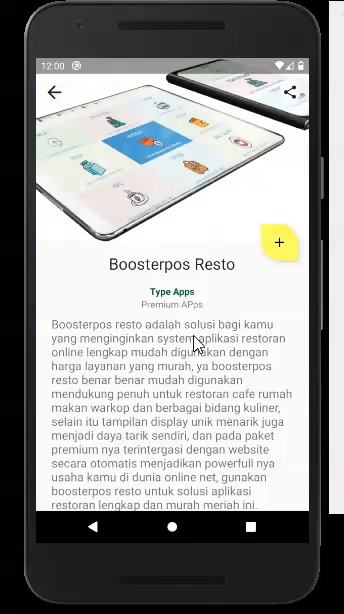 12:00
Boosterpos Resto
Type Apps
Premium APps
Boosterpos resto adalah solusi bagi kamu
yang menginginkan system aplikasi restoran
online lengkap mudah digunakan dengan
harga layanan yang murah, ya boosterpos
resto benar benar mudah digunakan
mendukung penuh untuk restoran cafe rumah
makan warkop dan berbagai bidang kuliner,
selain itu tampilan display unik menarik juga
menjadi daya tarik sendiri, dan pada paket
premium nya terintergasi dengan website
secara otomatis menjadikan powerfull nya
usaha kamu di dunia online net, gunakan
boosterpos resto untuk solusi aplikasi
restoran lengkap dan murah meriah ini.